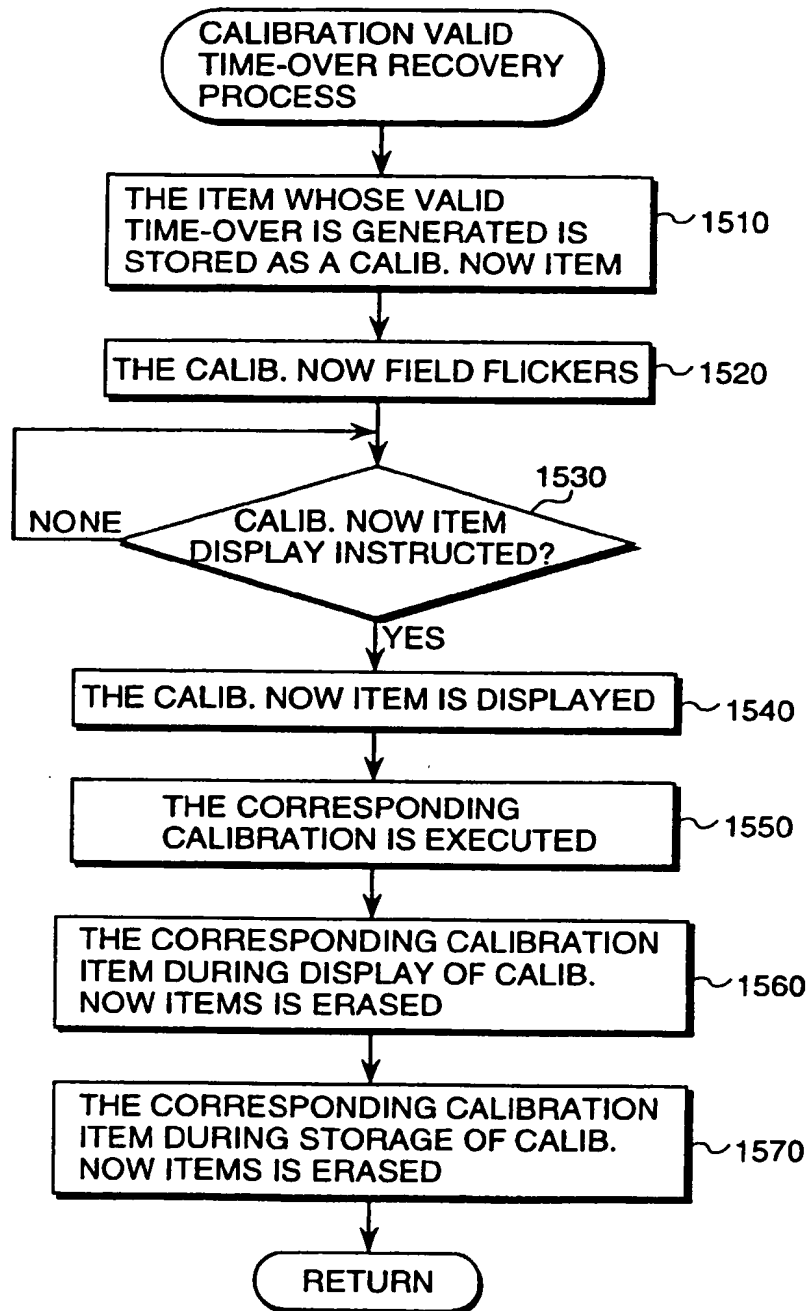 CALIBRATION VALID
TIME-OVER RECOVERY
PROCESS
THE ITEM WHOSE VALID
TIME-OVER IS GENERATED IS
STORED AS A CALIB. NOW ITEM
1510
THE CALIB. NOW FIELD FLICKERS
1520
1530
NONE
CALIB. NOW ITEM
DISPLAY INSTRUCTED?
YES
THE CALIB. NOW ITEM IS DISPLAYED
1540
THE CORRESPONDING
CALIBRATION IS EXECUTED
1550
THE CORRESPONDING CALIBRATION
ITEM DURING DISPLAY OF CALIB.
NOW ITEMS IS ERASED
1560
THE CORRESPONDING CALIBRATION
ITEM DURING STORAGE OF CALIB.
NOW ITEMS IS ERASED
1570
RETURN